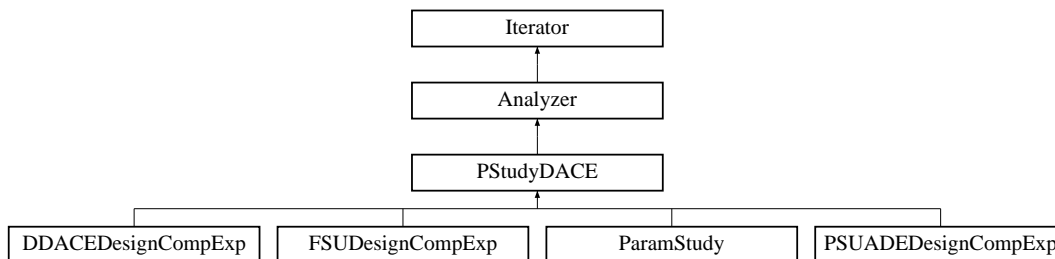 Iterator
Analyzer
PStudyDACE
DDACEDesignCompExp FSUDesignCompExp ParamStudy PSUADEDesignCompExp